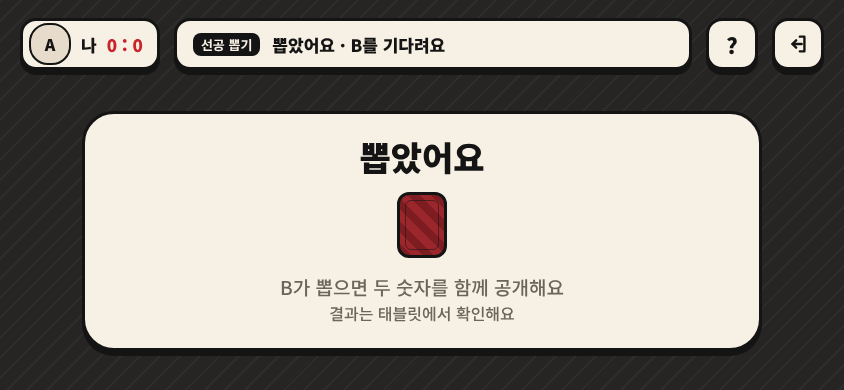 A 나 0 : 0
선공 뽑기 뽑았어요 · B를 기다려요
?
뽑았어요
B가 뽑으면 두 숫자를 함께 공개해요
결과는 태블릿에서 확인해요